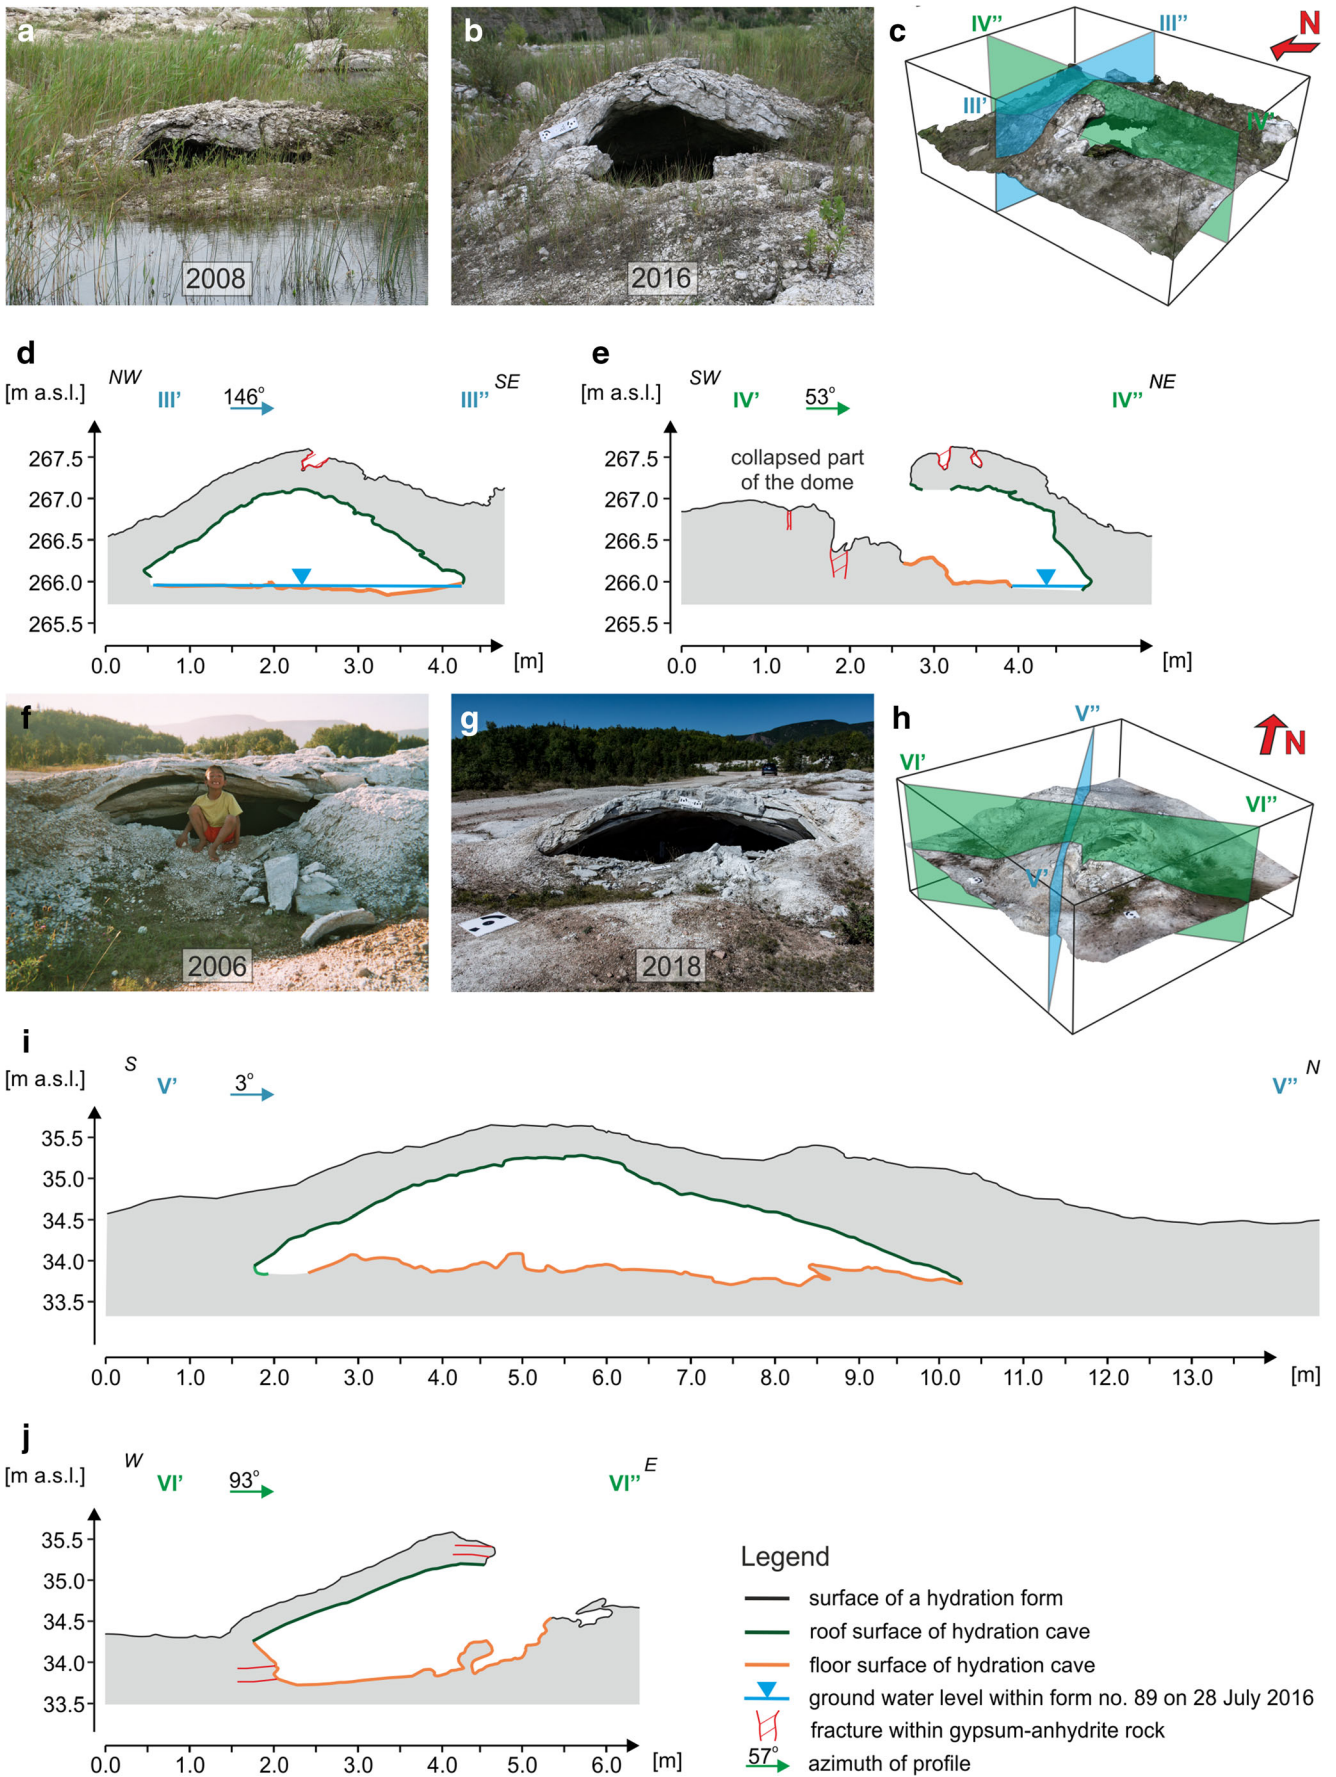 a
2008
b
2016
c
IV''
III''
N
III'
IV'
d
NW
SE
[m a.s.l.]
III'
146°
III''
267.5
267.0
266.5
266.0
265.5
0.0 1.0 2.0 3.0 4.0 [m]
e
SW
NE
[m a.s.l.]
IV'
53°
IV''
collapsed part
of the dome
267.5
267.0
266.5
266.0
265.5
0.0 1.0 2.0 3.0 4.0 [m]
f
2006
g
2018
h
V''
N
VI'
VI''
V'
i
S
N
[m a.s.l.]
V'
3°
V''
35.5
35.0
34.5
34.0
33.5
0.0 1.0 2.0 3.0 4.0 5.0 6.0 7.0 8.0 9.0 10.0 11.0 12.0 13.0 [m]
j
W
E
[m a.s.l.]
VI'
93°
VI''
35.5
35.0
34.5
34.0
33.5
0.0 1.0 2.0 3.0 4.0 5.0 6.0 [m]
Legend
surface of a hydration form
roof surface of hydration cave
floor surface of hydration cave
ground water level within form no. 89 on 28 July 2016
fracture within gypsum-anhydrite rock
57° azimuth of profile